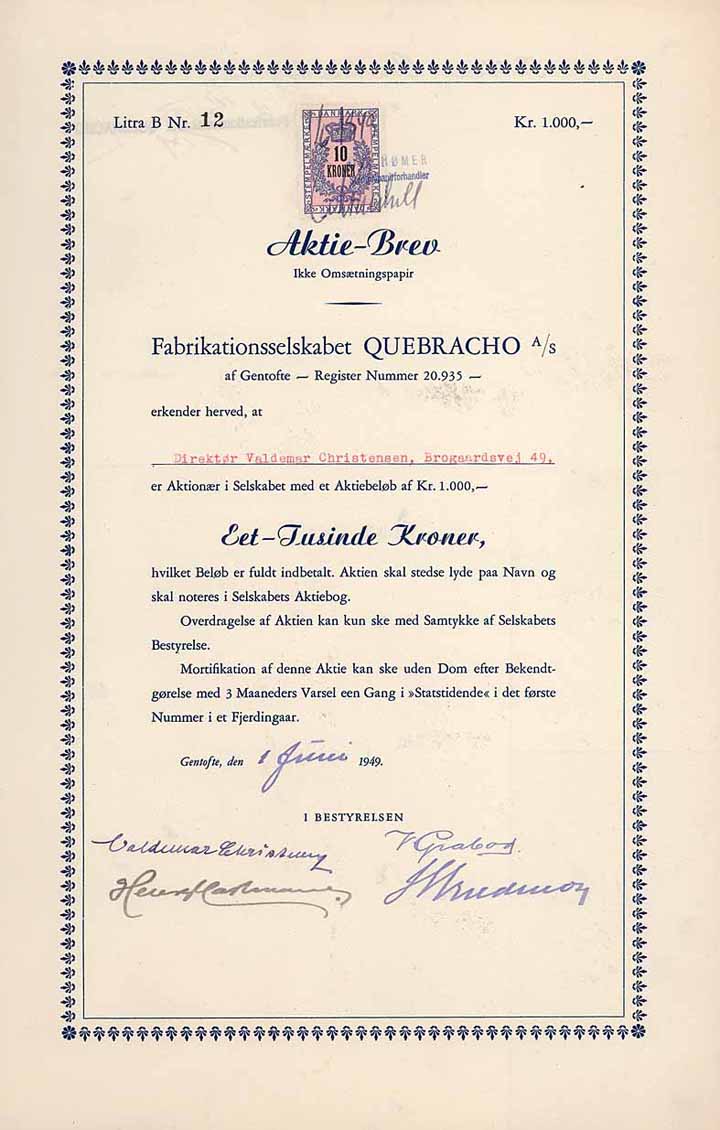 Litra B Nr. 12
Kr. 1.000,—
DANMARK
STEMPELMÆRKE
STEMPELMÆRKE
10
KRONER
DANMARK
Aktie-Brev
Ikke Omsætningspapir
Fabrikationsselskabet QUEBRACHO A/s
af Gentofte — Register Nummer 20.935 —
erkender herved, at
Direktør Valdemar Christensen, Brogaardsvej 49,
er Aktionær i Selskabet med et Aktiebeløb af Kr. 1.000,—
Eet-Tusinde Kroner,
hvilket Beløb er fuldt indbetalt. Aktien skal stedse lyde paa Navn og
skal noteres i Selskabets Aktiebog.
Overdragelse af Aktien kan kun ske med Samtykke af Selskabets
Bestyrelse.
Mortifikation af denne Aktie kan ske uden Dom efter Bekendt-
gørelse med 3 Maaneders Varsel een Gang i »Statstidende« i det første
Nummer i et Fjerdingaar.
Gentofte, den 1 Juni 1949.
I BESTYRELSEN
Valdemar Christensen
V Grabod.